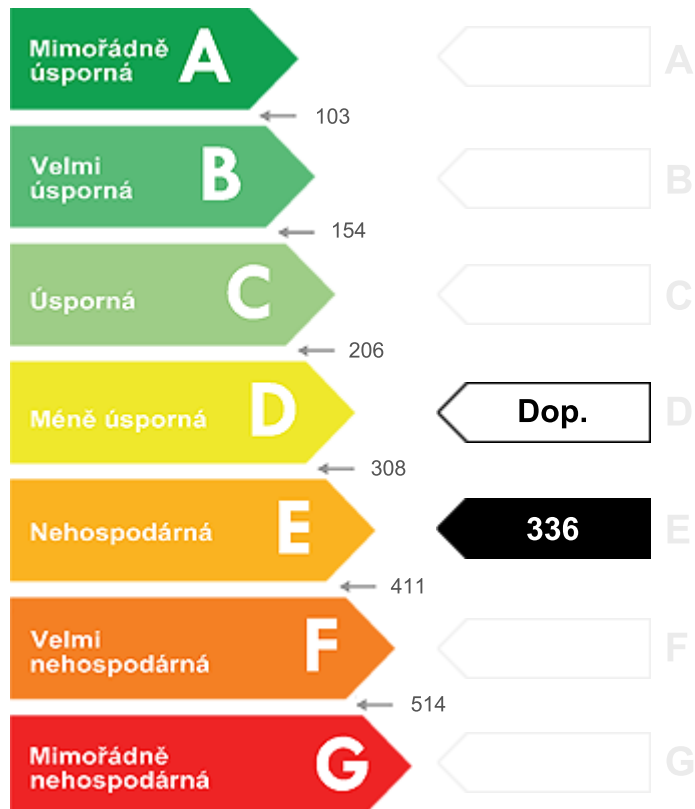 Mimořádně
úsporná
A
A
103
Velmi
úsporná
B
B
154
Úsporná
C
C
206
Méně úsporná
D
Dop.
D
308
Nehospodárná
E
336
E
411
Velmi
nehospodárná
F
F
514
Mimořádně
nehospodárná
G
G